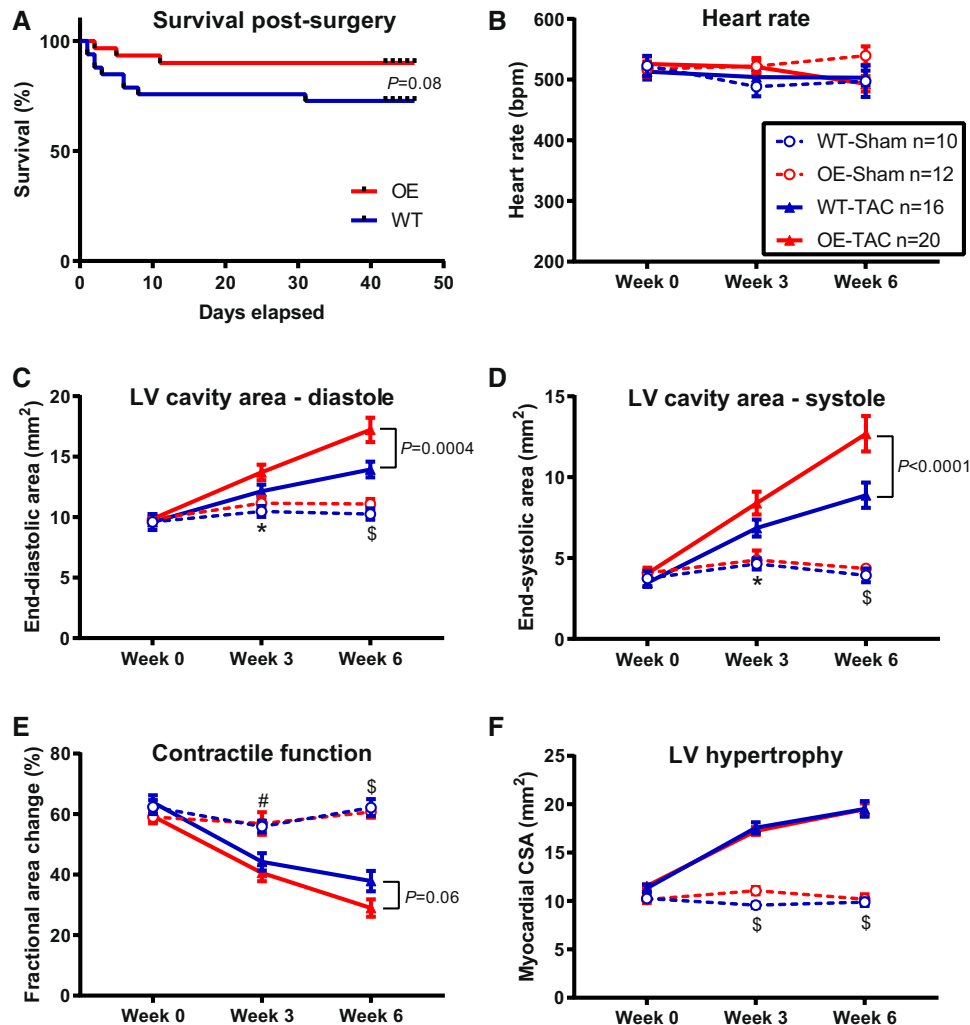 A
Survival post-surgery
100
50
0
Survival (%)
P=0.08
OE
WT
0 10 20 30 40 50
Days elapsed
B
Heart rate
600
500
400
300
200
Heart rate (bpm)
WT-Sham n=10
OE-Sham n=12
WT-TAC n=16
OE-TAC n=20
Week 0 Week 3 Week 6
C
LV cavity area - diastole
20
15
10
5
0
End-diastolic area (mm²)
P=0.0004
*
$
Week 0 Week 3 Week 6
D
LV cavity area - systole
15
10
5
0
End-systolic area (mm²)
P<0.0001
*
$
Week 0 Week 3 Week 6
E
Contractile function
80
60
40
20
0
Fractional area change (%)
#
$
P=0.06
Week 0 Week 3 Week 6
F
LV hypertrophy
25
20
15
10
5
0
Myocardial CSA (mm²)
$
$
Week 0 Week 3 Week 6